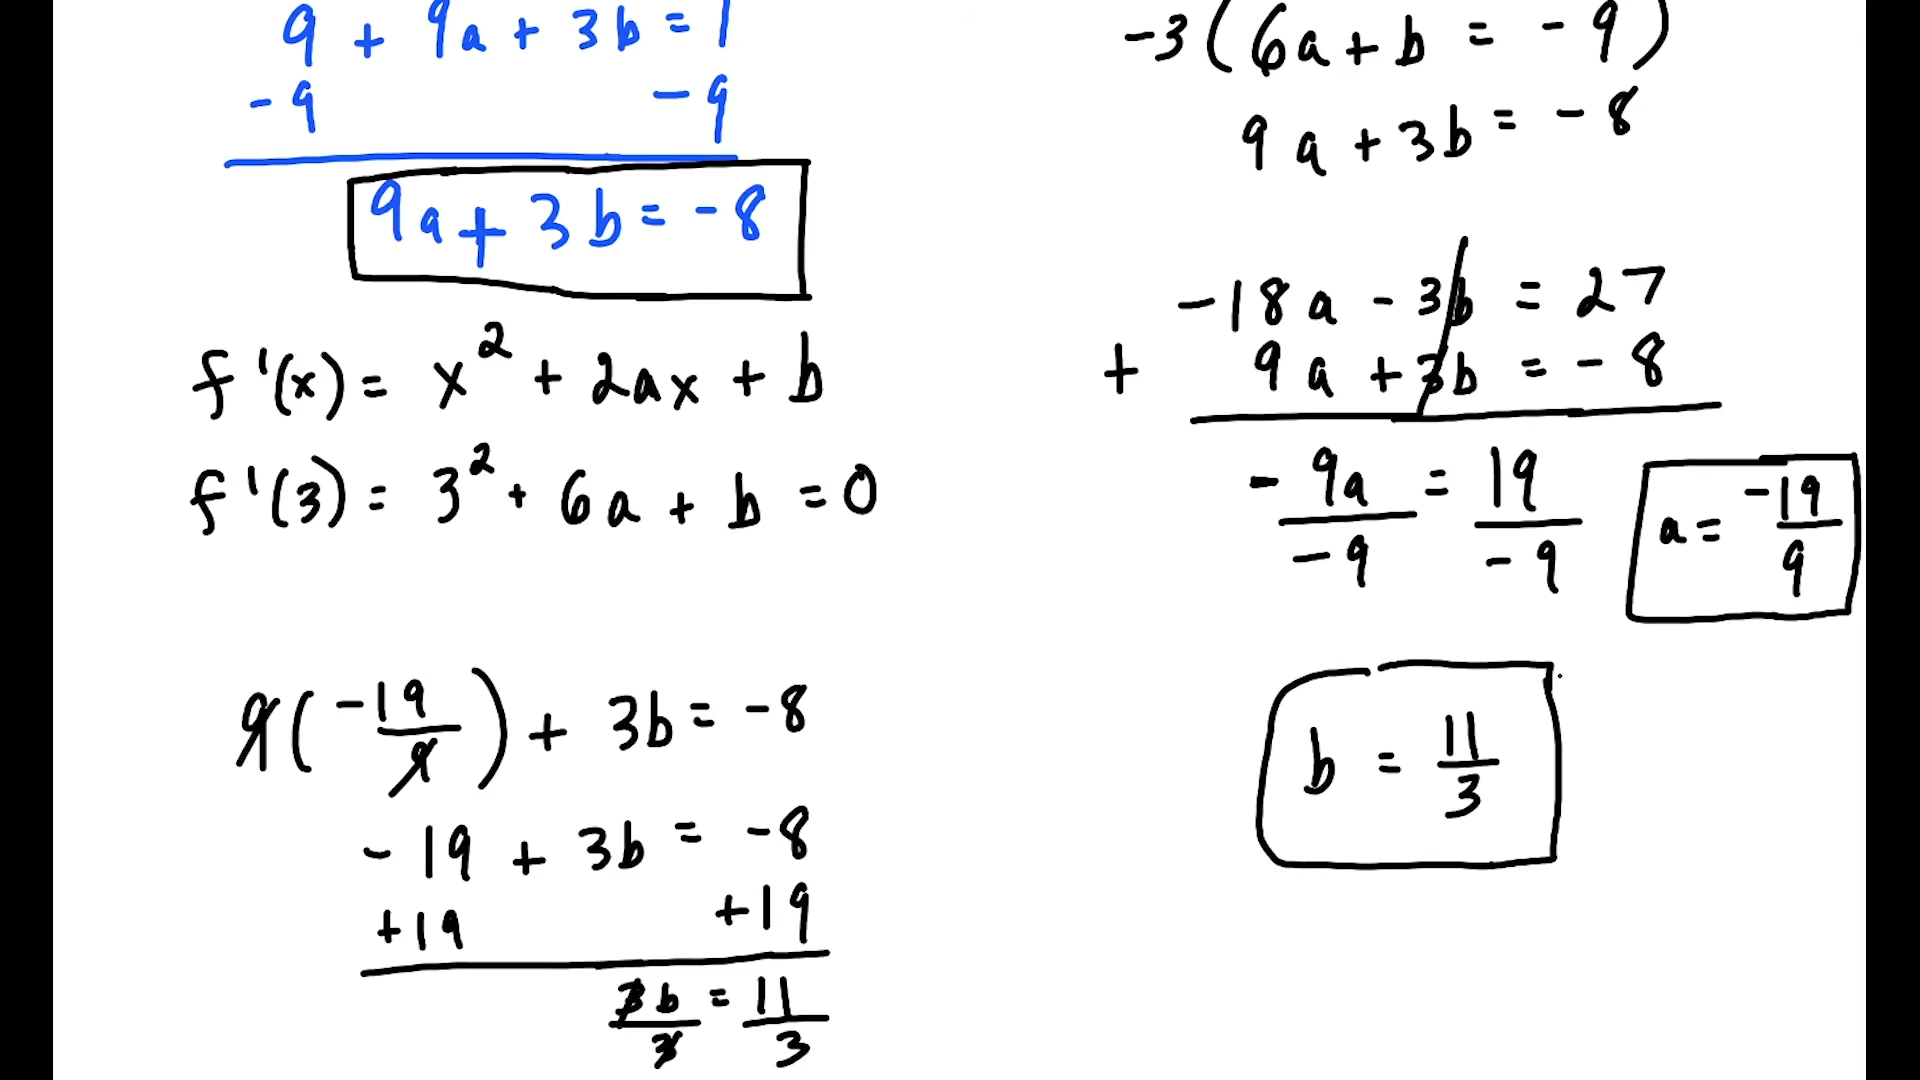 9 + 9a + 3b = 1
-9 -9
9a + 3b = -8
f'(x) = x² + 2ax + b
f'(3) = 3² + 6a + b = 0
9(-19/9) + 3b = -8
-19 + 3b = -8
+19 +19
3b/3 = 11/3
-3(6a + b = -9)
9a + 3b = -8
-18a - 3b = 27
+ 9a + 3b = -8
-9a/-9 = 19/-9
a = -19/9
b = 11/3